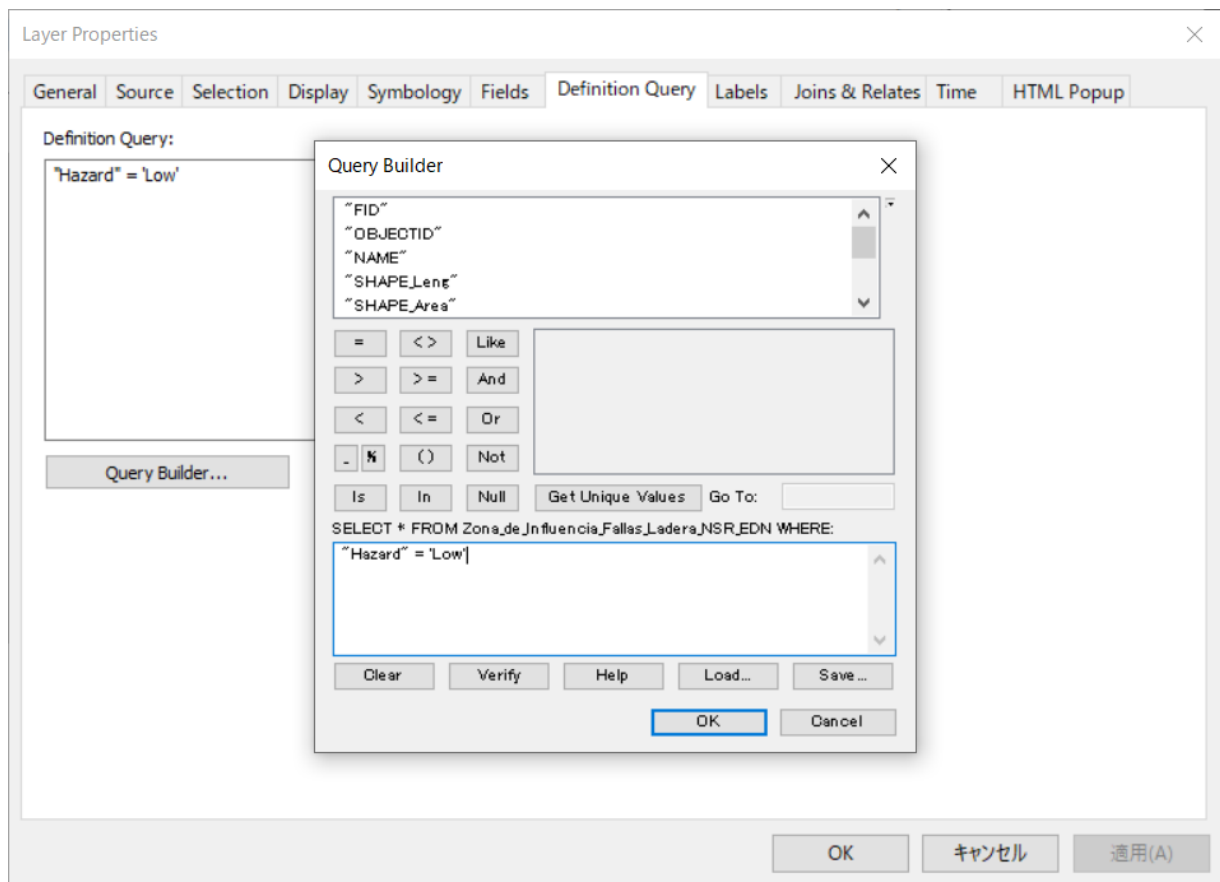 Layer Properties
General Source Selection Display Symbology Fields Definition Query Labels Joins & Relates Time HTML Popup
Definition Query:
"Hazard" = 'Low'
Query Builder...
Query Builder
"FID"
"OBJECTID"
"NAME"
"SHAPE_Leng"
"SHAPE_Area"
= < > Like
> > = And
< < = Or
_ % ( ) Not
Is In Null Get Unique Values Go To:
SELECT * FROM Zona_de_Influencia_Fallas_Ladera_NSR_EDN WHERE:
"Hazard" = 'Low'
Clear Verify Help Load... Save...
OK Cancel
OK キャンセル 適用(A)